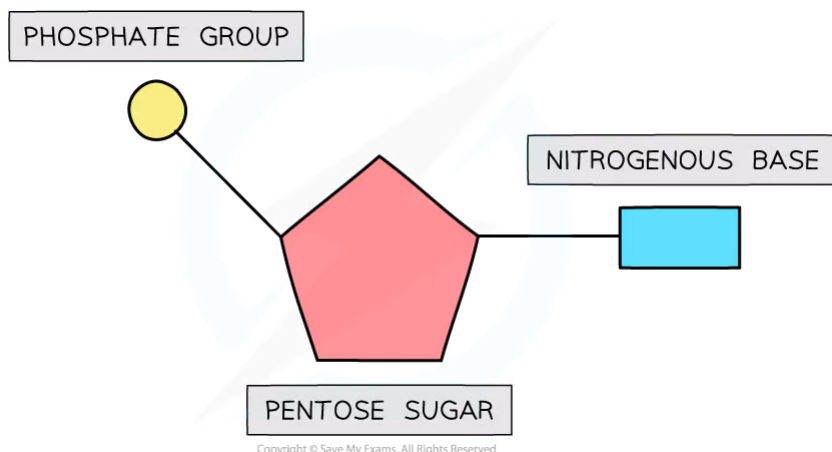 PHOSPHATE GROUP
NITROGENOUS BASE
PENTOSE SUGAR
Copyright © Save My Exams. All Rights Reserved